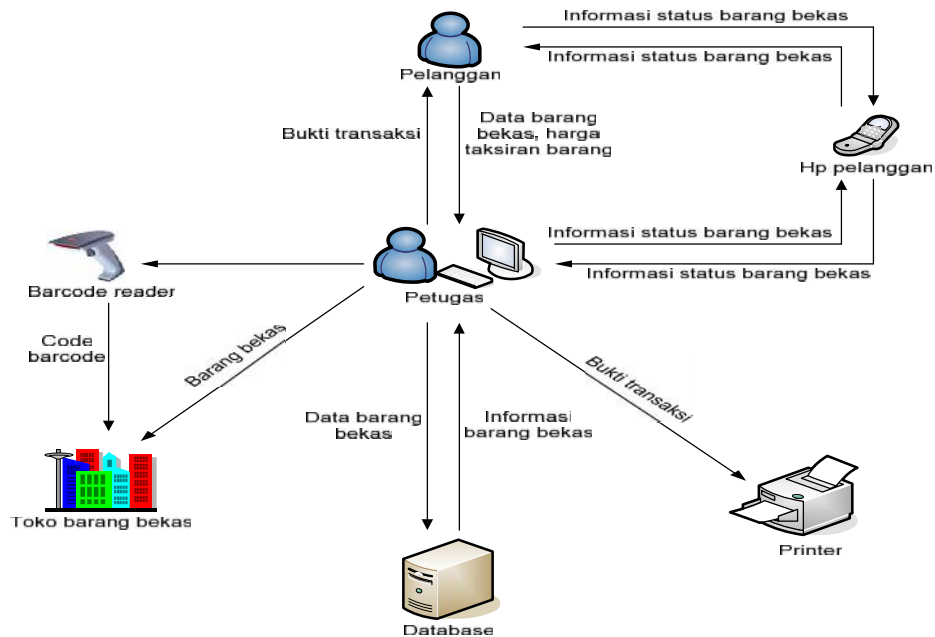 Informasi status barang bekas
Informasi status barang bekas
Pelanggan
Bukti transaksi
Data barang
bekas, harga
taksiran barang
Hp pelanggan
Informasi status barang bekas
Informasi status barang bekas
Barcode reader
Petugas
Code
barcode
Barang bekas
Bukti transaksi
Data barang
bekas
Informasi
barang bekas
Toko barang bekas
Printer
Database